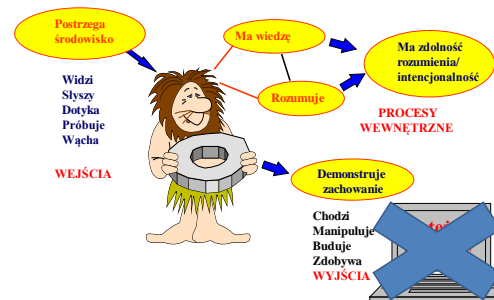 Postrzega
środowisko
Widzi
Słyszy
Dotyka
Próbuje
Wącha
WEJŚCIA
Ma wiedzę
Rozumuje
Ma zdolność
rozumienia/
intencjonalność
PROCESY
WEWNĘTRZNE
Demonstruje
zachowanie
Chodzi
Manipuluje
Buduje
Zdobywa
WYJŚCIA